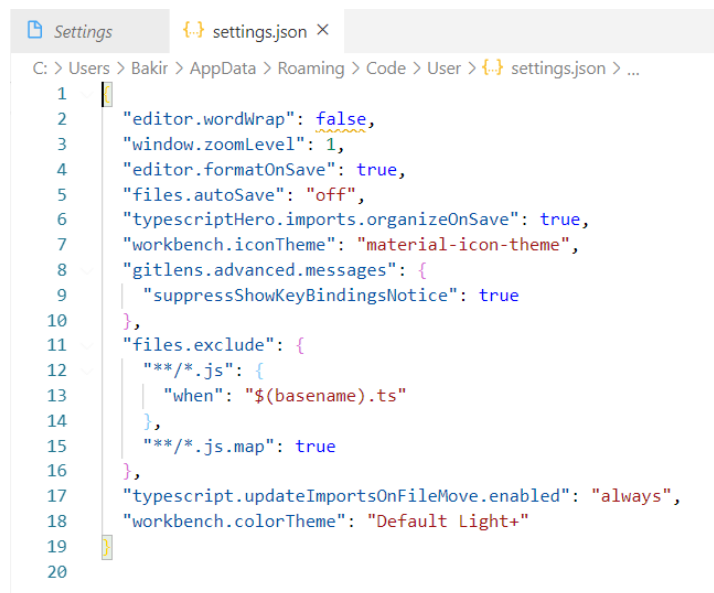 Settings
{..} settings.json ×
C: > Users > Bakir > AppData > Roaming > Code > User > {..} settings.json > ...
1 {
2 "editor.wordWrap": false,
3 "window.zoomLevel": 1,
4 "editor.formatOnSave": true,
5 "files.autoSave": "off",
6 "typescriptHero.imports.organizeOnSave": true,
7 "workbench.iconTheme": "material-icon-theme",
8 "gitlens.advanced.messages": {
9 "suppressShowKeyBindingsNotice": true
10 },
11 "files.exclude": {
12 "**/*.js": {
13 "when": "$(basename).ts"
14 },
15 "**/*.js.map": true
16 },
17 "typescript.updateImportsOnFileMove.enabled": "always",
18 "workbench.colorTheme": "Default Light+"
19 }
20